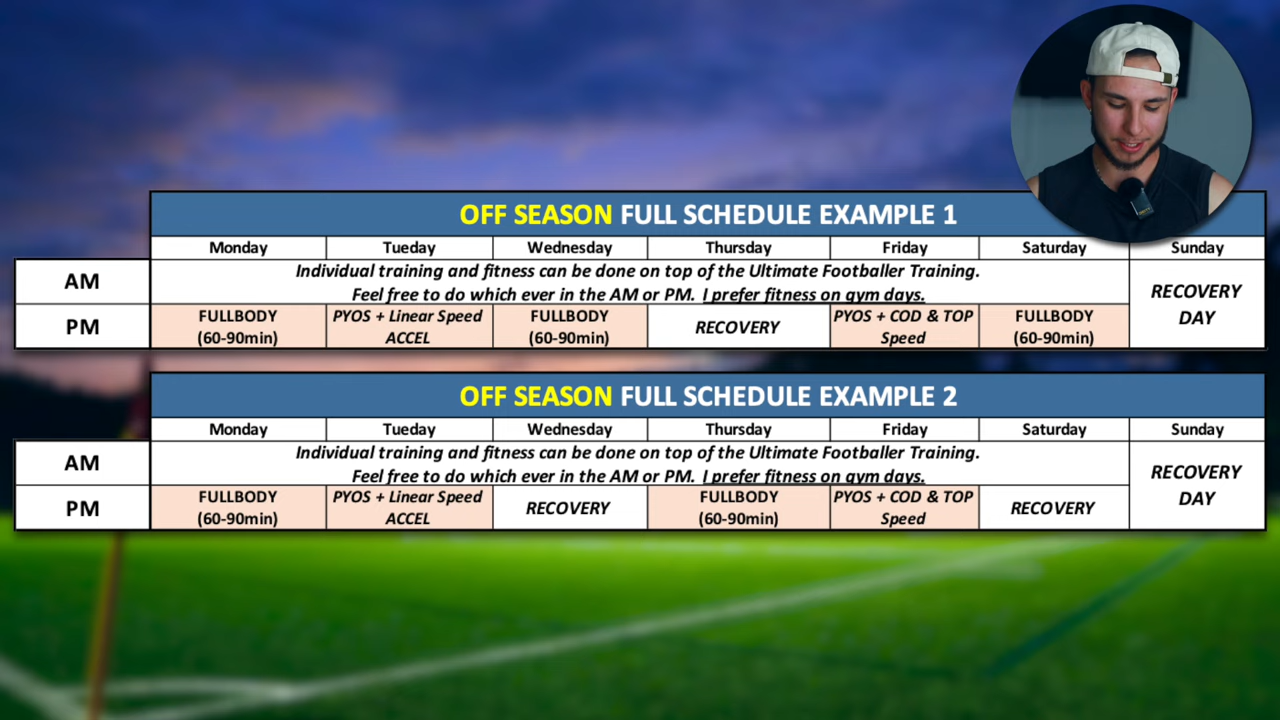 OFF SEASON FULL SCHEDULE EXAMPLE 1
Monday Tueday Wednesday Thursday Friday Saturday Sunday
AM
Individual training and fitness can be done on top of the Ultimate Footballer Training.
Feel free to do which ever in the AM or PM. I prefer fitness on gym days.
RECOVERY
DAY
PM
FULLBODY
(60-90min)
PYOS + Linear Speed
ACCEL
FULLBODY
(60-90min)
RECOVERY
PYOS + COD & TOP
Speed
FULLBODY
(60-90min)
OFF SEASON FULL SCHEDULE EXAMPLE 2
Monday Tueday Wednesday Thursday Friday Saturday Sunday
AM
Individual training and fitness can be done on top of the Ultimate Footballer Training.
Feel free to do which ever in the AM or PM. I prefer fitness on gym days.
RECOVERY
DAY
PM
FULLBODY
(60-90min)
PYOS + Linear Speed
ACCEL
RECOVERY
FULLBODY
(60-90min)
PYOS + COD & TOP
Speed
RECOVERY